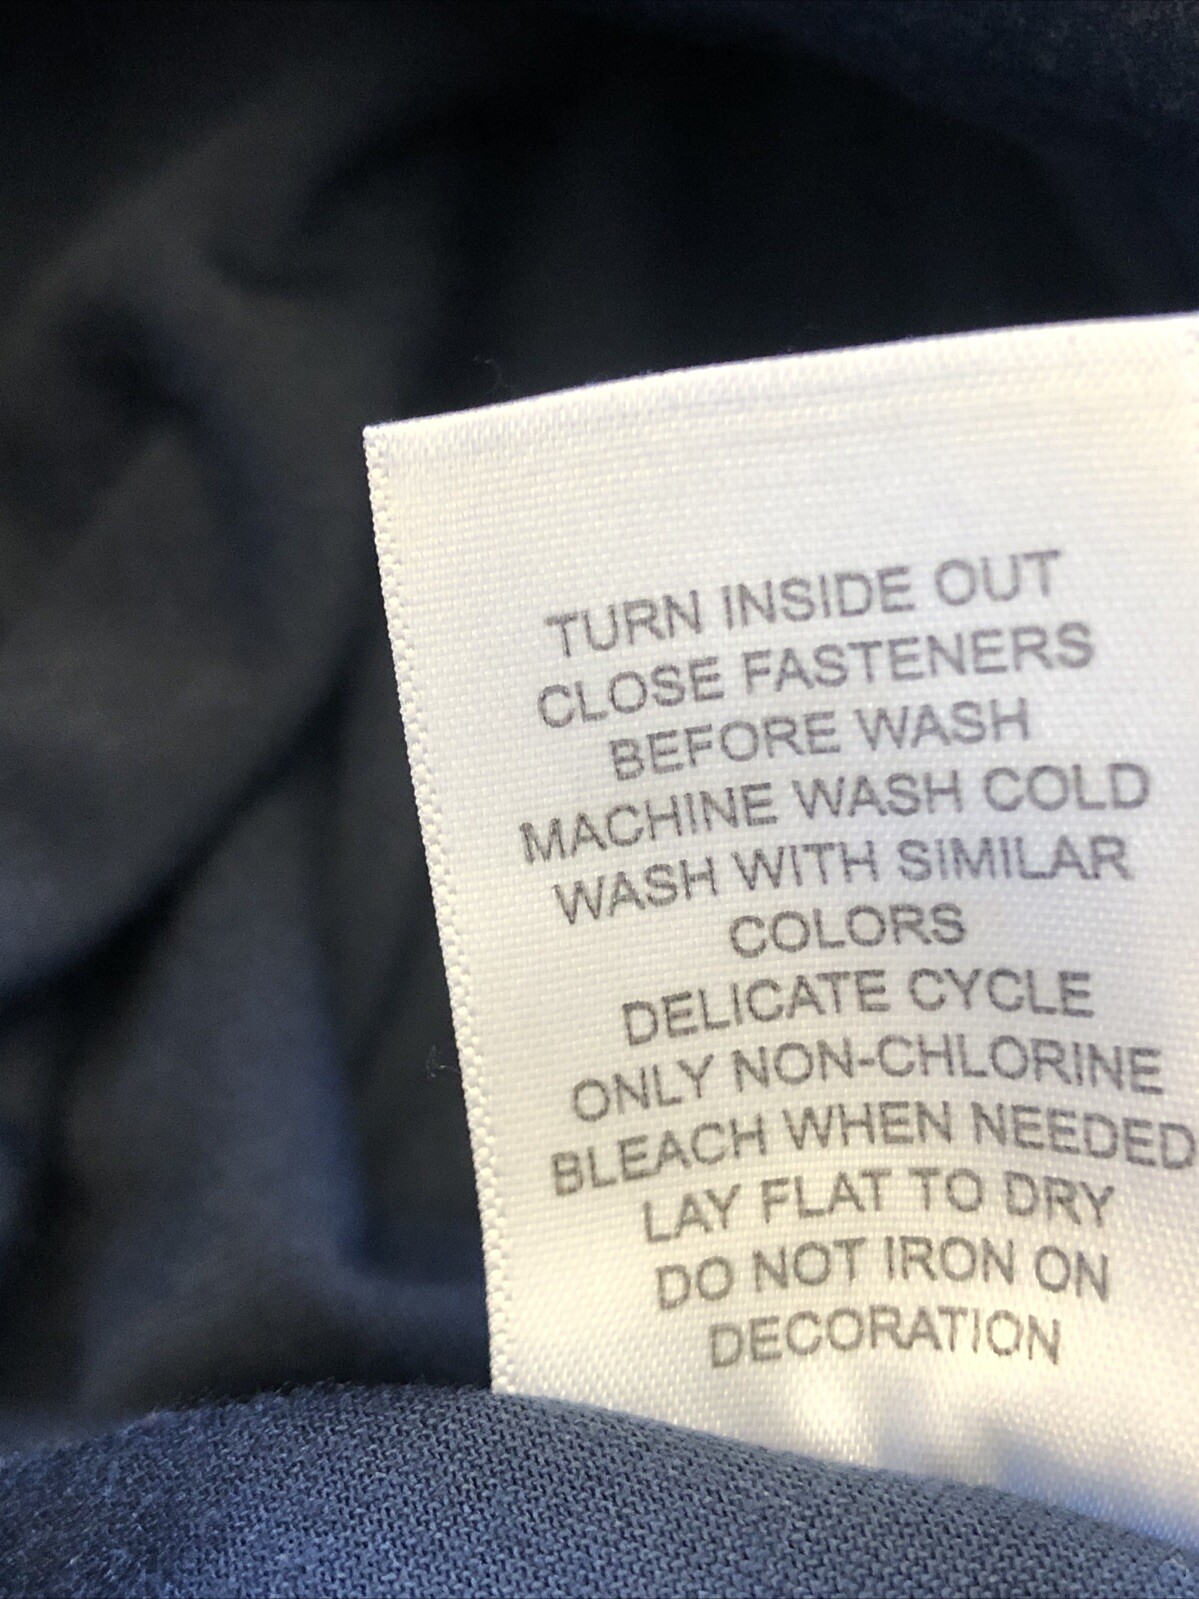 TURN INSIDE OUT
CLOSE FASTENERS
BEFORE WASH
MACHINE WASH COLD
WASH WITH SIMILAR
COLORS
DELICATE CYCLE
ONLY NON-CHLORINE
BLEACH WHEN NEEDED
LAY FLAT TO DRY
DO NOT IRON ON
DECORATION